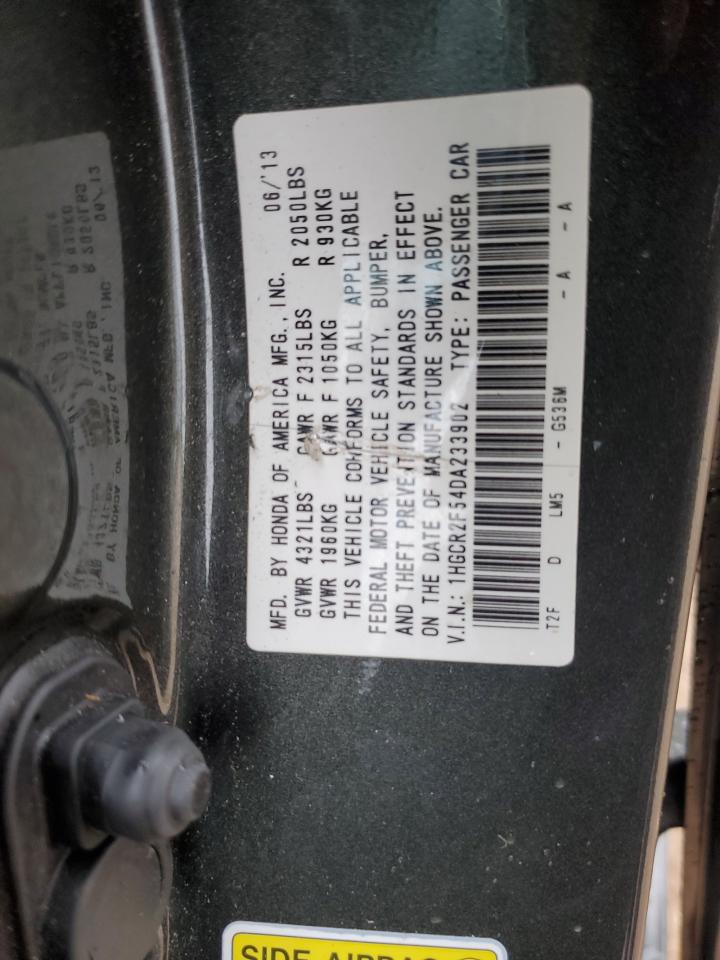 MFD. BY HONDA OF AMERICA MFG., INC. 06/'13
GVWR 4321LBS GAWR F 2315LBS R 2050LBS
GVWR 1960KG GAWR F 1050KG R 930KG
THIS VEHICLE CONFORMS TO ALL APPLICABLE
FEDERAL MOTOR VEHICLE SAFETY, BUMPER,
AND THEFT PREVENTION STANDARDS IN EFFECT
ON THE DATE OF MANUFACTURE SHOWN ABOVE.
V.I.N.: 1HGCR2F54DA233902 TYPE: PASSENGER CAR
T2F D LM5 - G536M - A - A
SIDE AIRBAG